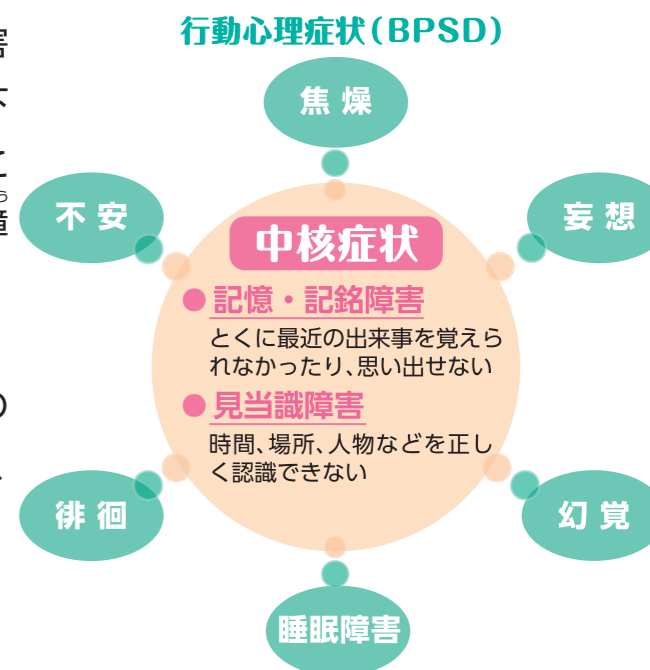 行動心理症状(BPSD)
焦燥
不安
妄想
中核症状
●記憶・記銘障害
とくに最近の出来事を覚えら
れなかったり、思い出せない
●見当識障害
時間、場所、人物などを正し
く認識できない
徘徊
幻覚
睡眠障害